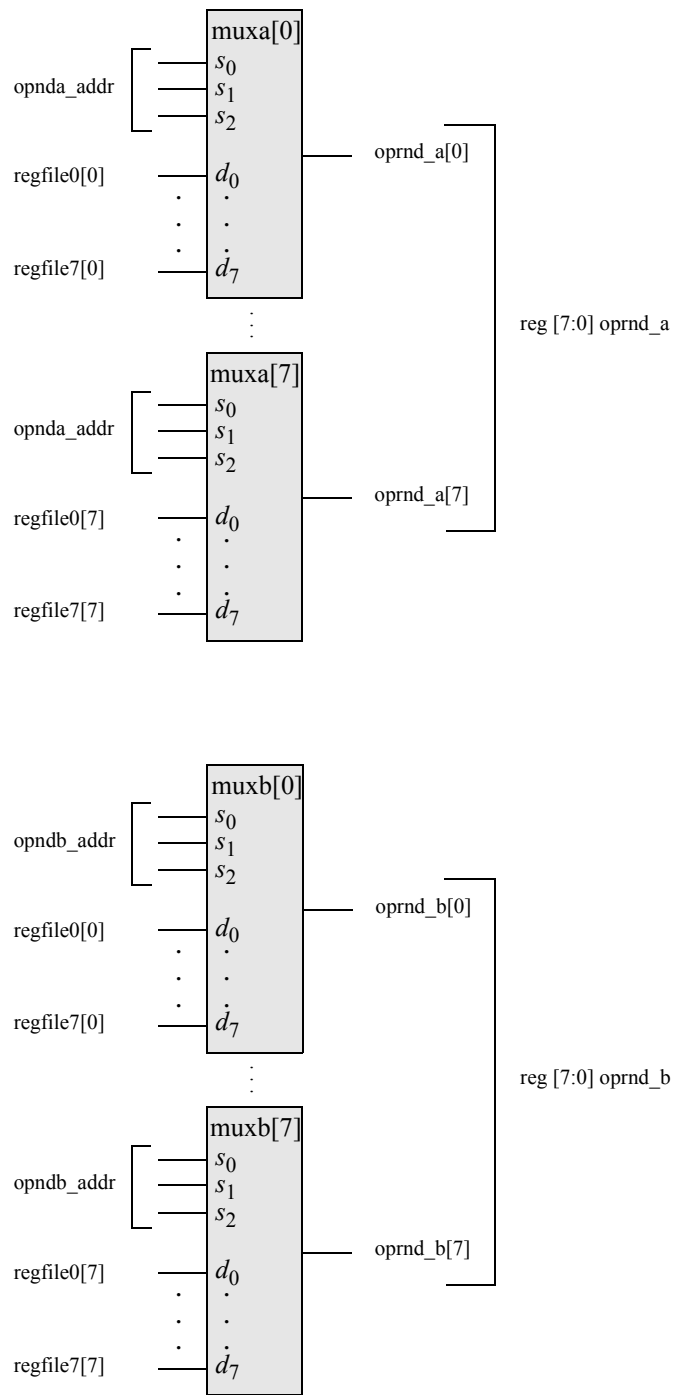 muxa[0]
opnda_addr
s0
s1
s2
oprnd_a[0]
regfile0[0]
d0
regfile7[0]
d7
reg [7:0] oprnd_a
muxa[7]
opnda_addr
s0
s1
s2
oprnd_a[7]
regfile0[7]
d0
regfile7[7]
d7
muxb[0]
opndb_addr
s0
s1
s2
oprnd_b[0]
regfile0[0]
d0
regfile7[0]
d7
reg [7:0] oprnd_b
muxb[7]
opndb_addr
s0
s1
s2
oprnd_b[7]
regfile0[7]
d0
regfile7[7]
d7